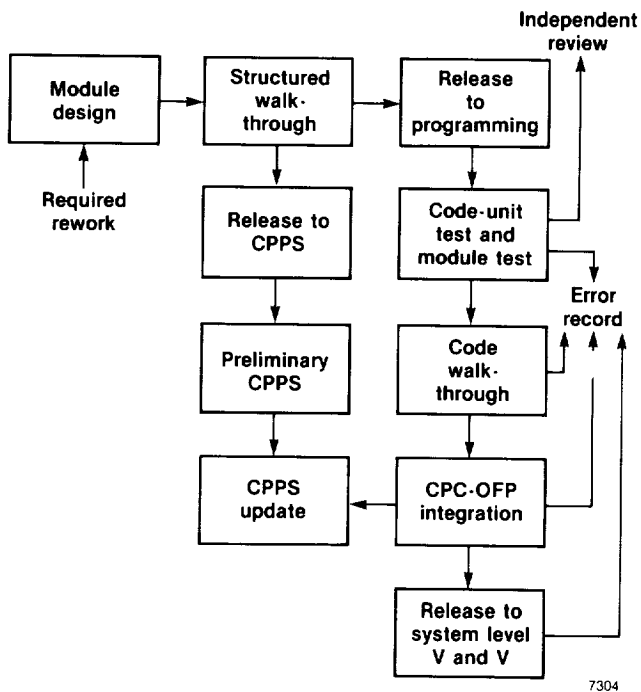 Independent
review
Module
design
Structured
walk-
through
Release
to
programming
Required
rework
Release to
CPPS
Code-unit
test and
module test
Error
record
Preliminary
CPPS
Code
walk-
through
CPPS
update
CPC-OFP
integration
Release to
system level
V and V
7304